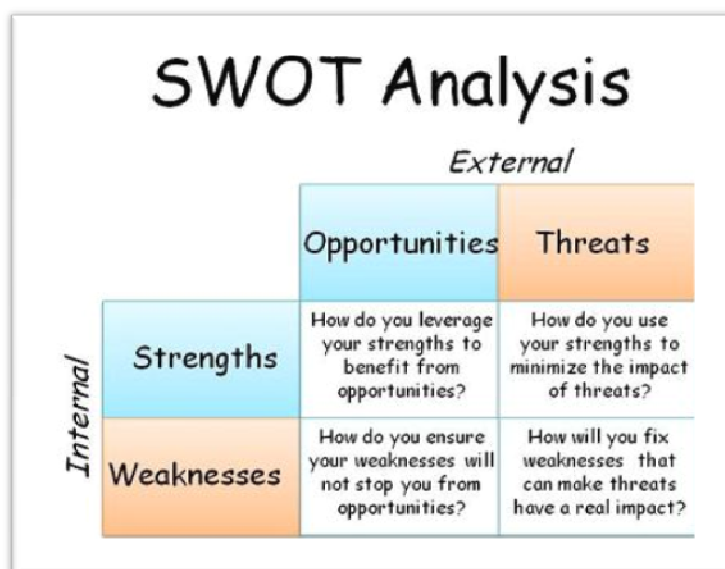 SWOT Analysis
External
Opportunities
Threats
Internal
Strengths
How do you leverage
your strengths to
benefit from
opportunities?
How do you use
your strengths to
minimize the impact
of threats?
Weaknesses
How do you ensure
your weaknesses will
not stop you from
opportunities?
How will you fix
weaknesses that
can make threats
have a real impact?